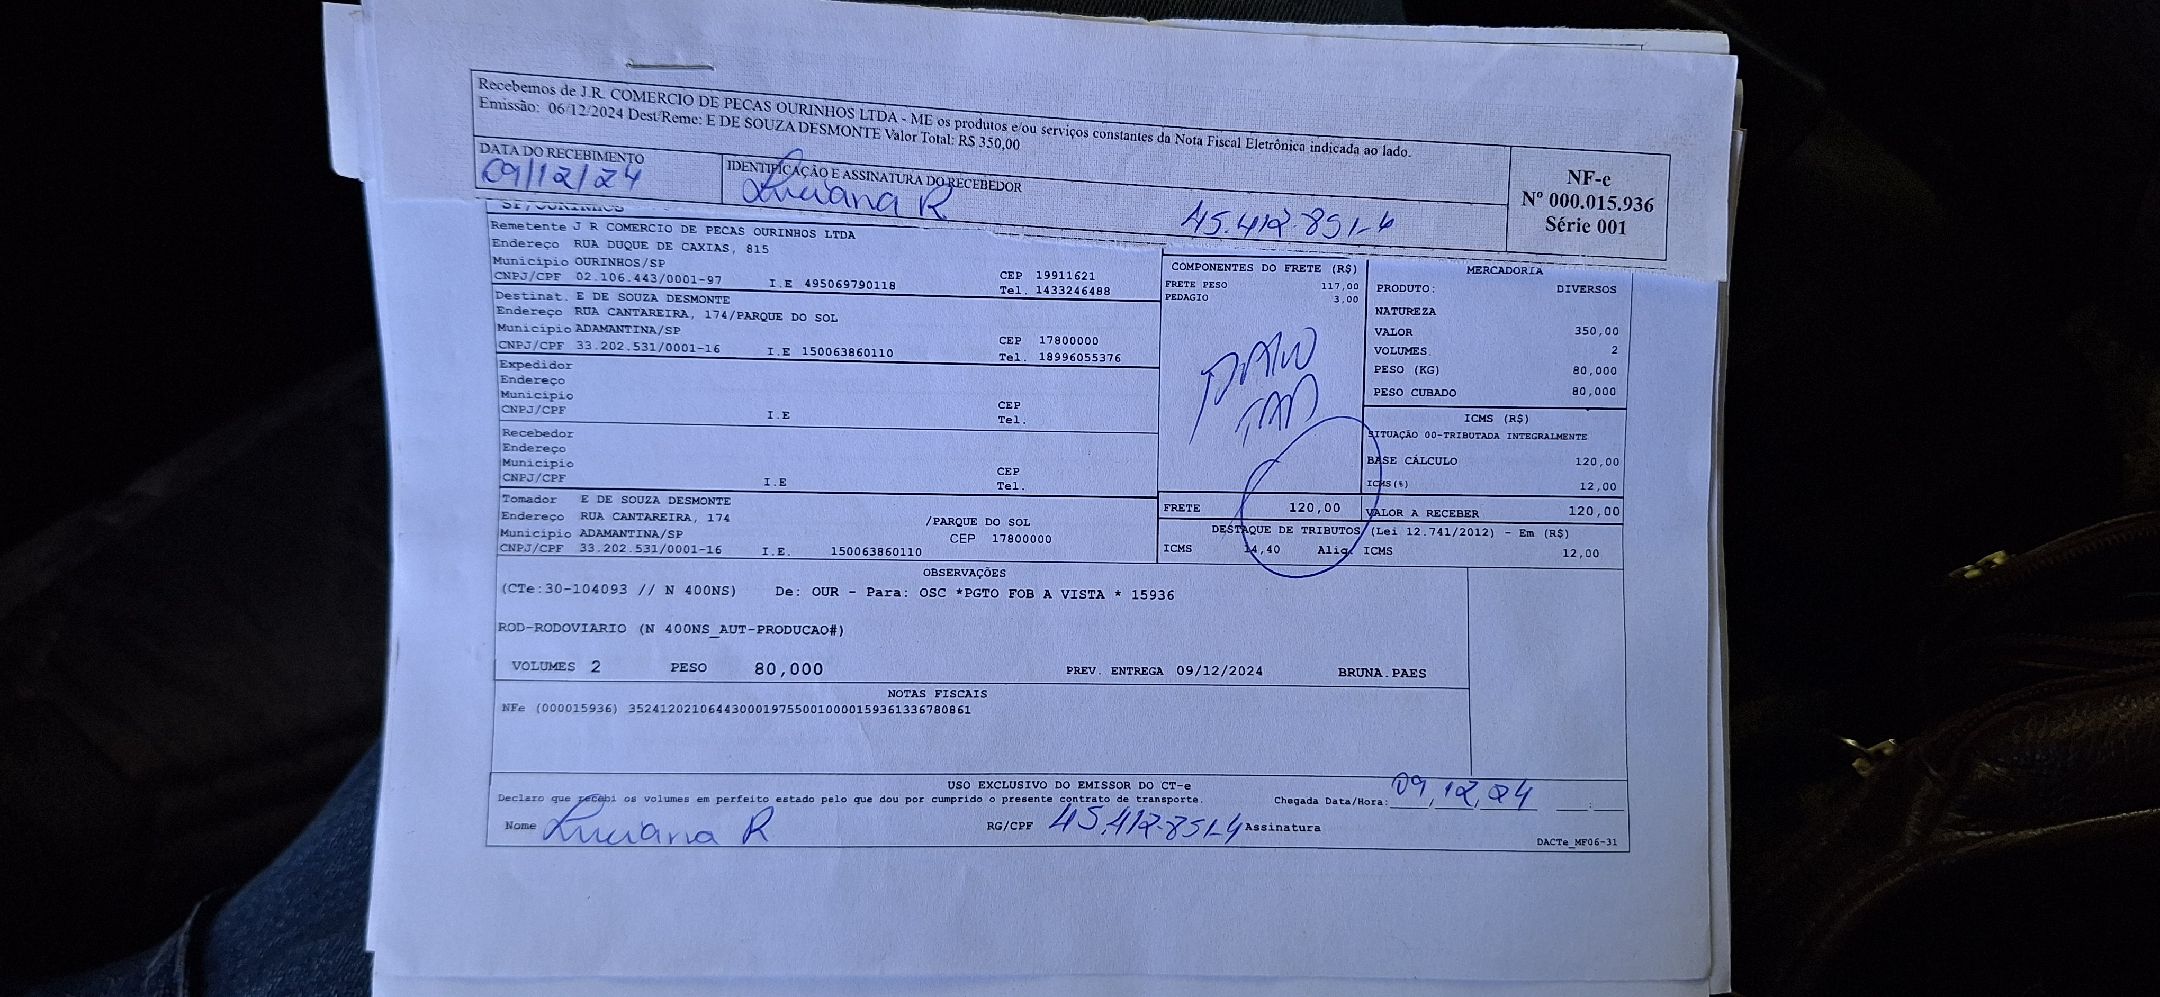 Recebemos de J.R. COMERCIO DE PECAS OURINHOS LTDA - ME os produtos e/ou serviços constantes da Nota Fiscal Eletrônica indicada ao lado.
Emissão: 06/12/2024 Dest/Reme: E DE SOUZA DESMONTE Valor Total: R$ 350,00
DATA DO RECEBIMENTO
09/12/24
IDENTIFICAÇÃO E ASSINATURA DO RECEBEDOR
Luciana R
NF-e
Nº 000.015.936
Série 001
SP/OURINHOS
Remetente J R COMERCIO DE PECAS OURINHOS LTDA
Endereço RUA DUQUE DE CAXIAS, 815
Municipio OURINHOS/SP
CEP 19911621
CNPJ/CPF 02.106.443/0001-97 I.E 495069790118 Tel. 1433246488
Destinat. E DE SOUZA DESMONTE
Endereço RUA CANTAREIRA, 174/PARQUE DO SOL
Municipio ADAMANTINA/SP CEP 17800000
CNPJ/CPF 33.202.531/0001-16 I.E 150063860110 Tel. 18996055376
Expedidor
Endereço
Municipio CEP
CNPJ/CPF I.E Tel.
Recebedor
Endereço
Municipio CEP
CNPJ/CPF I.E Tel.
Tomador E DE SOUZA DESMONTE
Endereço RUA CANTAREIRA, 174 /PARQUE DO SOL
Municipio ADAMANTINA/SP CEP 17800000
CNPJ/CPF 33.202.531/0001-16 I.E. 150063860110
COMPONENTES DO FRETE (R$)
FRETE PESO 117,00
PEDAGIO 3,00
FRETE 120,00
MERCADORIA
PRODUTO: DIVERSOS
NATUREZA
VALOR 350,00
VOLUMES. 2
PESO (KG) 80,000
PESO CUBADO 80,000
ICMS (R$)
SITUAÇÃO 00-TRIBUTADA INTEGRALMENTE
BASE CÁLCULO 120,00
ICMS(%) 12,00
VALOR A RECEBER 120,00
DESTAQUE DE TRIBUTOS (Lei 12.741/2012) - Em (R$)
ICMS 14,40 Aliq. ICMS 12,00
OBSERVAÇÕES
(CTe:30-104093 // N 400NS) De: OUR - Para: OSC *PGTO FOB A VISTA * 15936
ROD-RODOVIARIO (N 400NS_AUT-PRODUCAO#)
VOLUMES 2 PESO 80,000 PREV. ENTREGA 09/12/2024 BRUNA.PAES
NOTAS FISCAIS
NFe (000015936) 35241202106443000197550010000159361336780861
USO EXCLUSIVO DO EMISSOR DO CT-e
Declaro que recebi os volumes em perfeito estado pelo que dou por cumprido o presente contrato de transporte. Chegada Data/Hora: 09,12,24 :
Nome Luciana R RG/CPF 45.412.851-4 Assinatura
DACTe_MF06-31